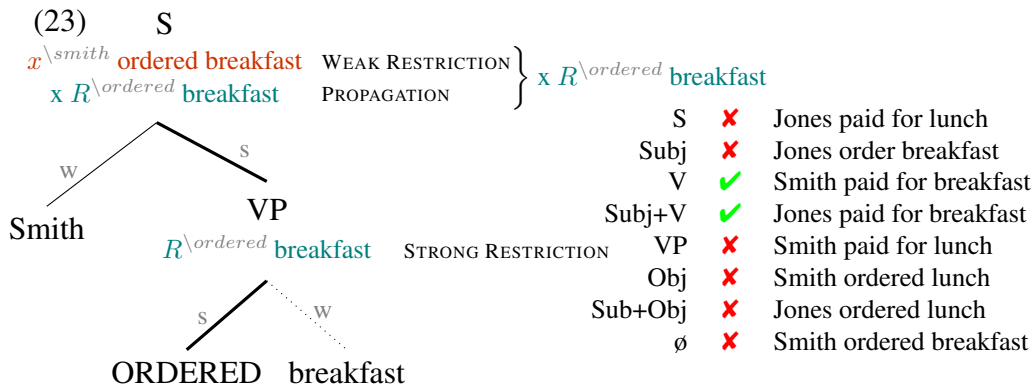 (23) S
x\smith ordered breakfast WEAK RESTRICTION
x R\ordered breakfast PROPAGATION
} x R\ordered breakfast
w s
Smith VP
R\ordered breakfast STRONG RESTRICTION
s w
ORDERED breakfast
S ✘ Jones paid for lunch
Subj ✘ Jones order breakfast
V ✔ Smith paid for breakfast
Subj+V ✔ Jones paid for breakfast
VP ✘ Smith paid for lunch
Obj ✘ Smith ordered lunch
Sub+Obj ✘ Jones ordered lunch
ø ✘ Smith ordered breakfast